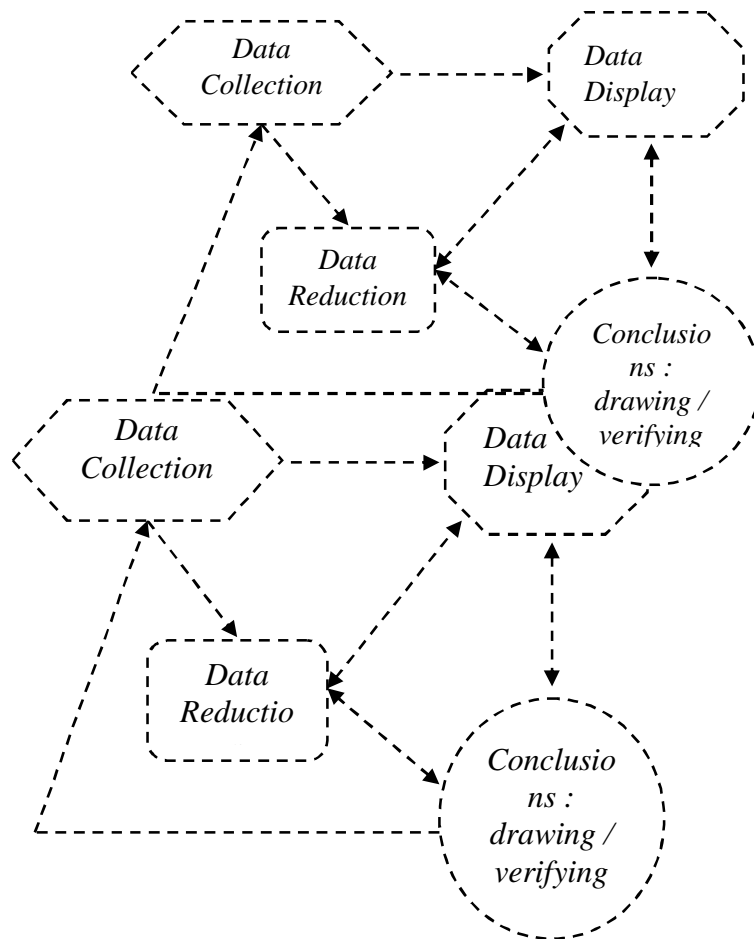 Data
Collection
Data
Display
Data
Reduction
Conclusio
ns :
drawing /
verifying
Data
Collection
Data
Display
Data
Reductio
Conclusio
ns :
drawing /
verifying